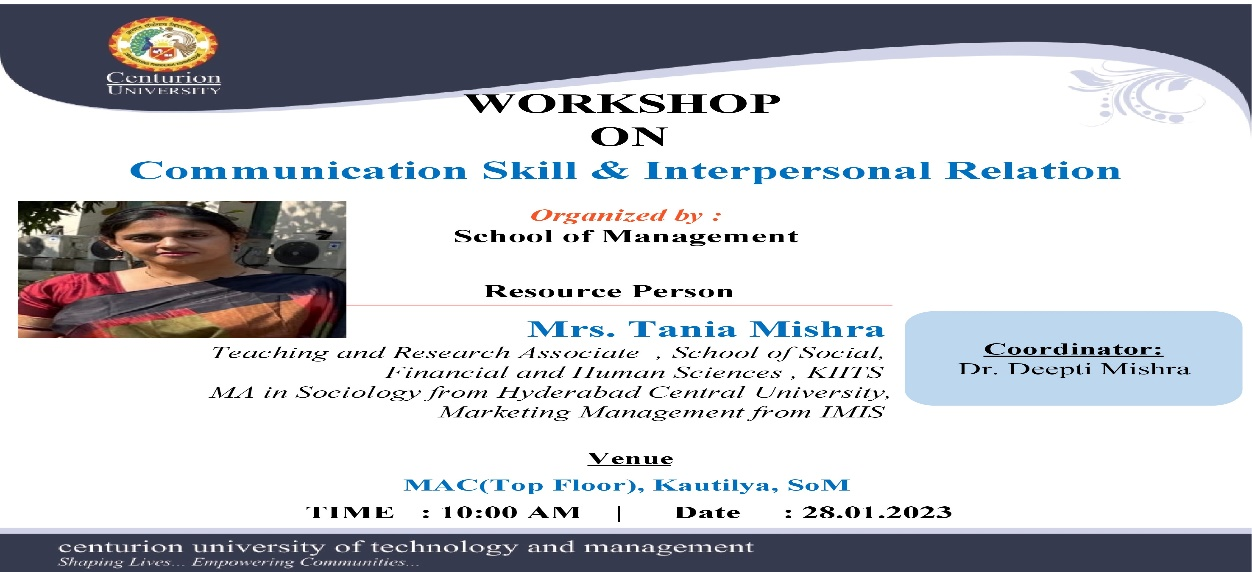 Centurion
UNIVERSITY
WORKSHOP
ON
Communication Skill & Interpersonal Relation
Organized by :
School of Management
Resource Person
Mrs. Tania Mishra
Teaching and Research Associate , School of Social,
Financial and Human Sciences , KIITS
MA in Sociology from Hyderabad Central University,
Marketing Management from IMIS
Coordinator:
Dr. Deepti Mishra
Venue
MAC(Top Floor), Kautilya, SoM
TIME : 10:00 AM | Date : 28.01.2023
centurion university of technology and management
Shaping Lives... Empowering Communities...